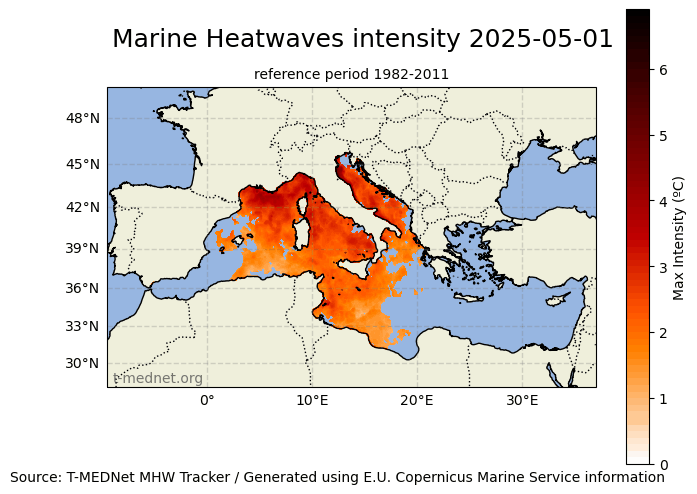 Marine Heatwaves intensity 2025-05-01
reference period 1982-2011
48°N
45°N
42°N
39°N
36°N
33°N
30°N
t-mednet.org
0°
10°E
20°E
30°E
6
5
4
3
2
1
0
Max Intensity (ºC)
Source: T-MEDNet MHW Tracker / Generated using E.U. Copernicus Marine Service information